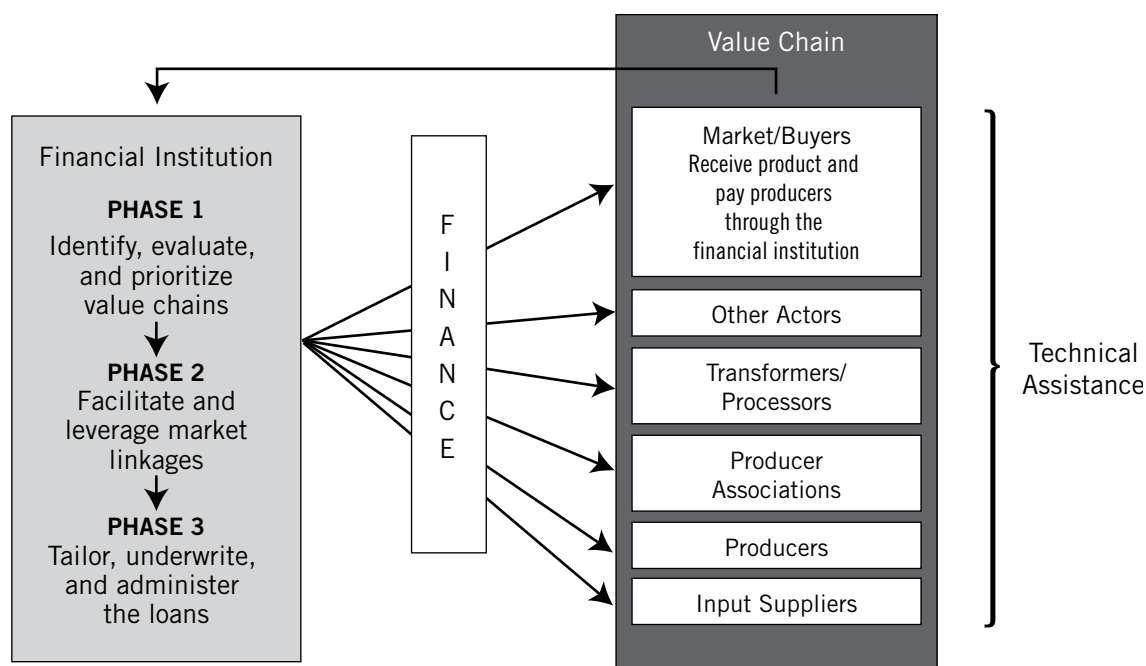 Financial Institution
PHASE 1
Identify, evaluate,
and prioritize
value chains
PHASE 2
Facilitate and
leverage market
linkages
PHASE 3
Tailor, underwrite,
and administer
the loans
F
I
N
A
N
C
E
Value Chain
Market/Buyers
Receive product and
pay producers
through the
financial institution
Other Actors
Transformers/
Processors
Producer
Associations
Producers
Input Suppliers
Technical
Assistance